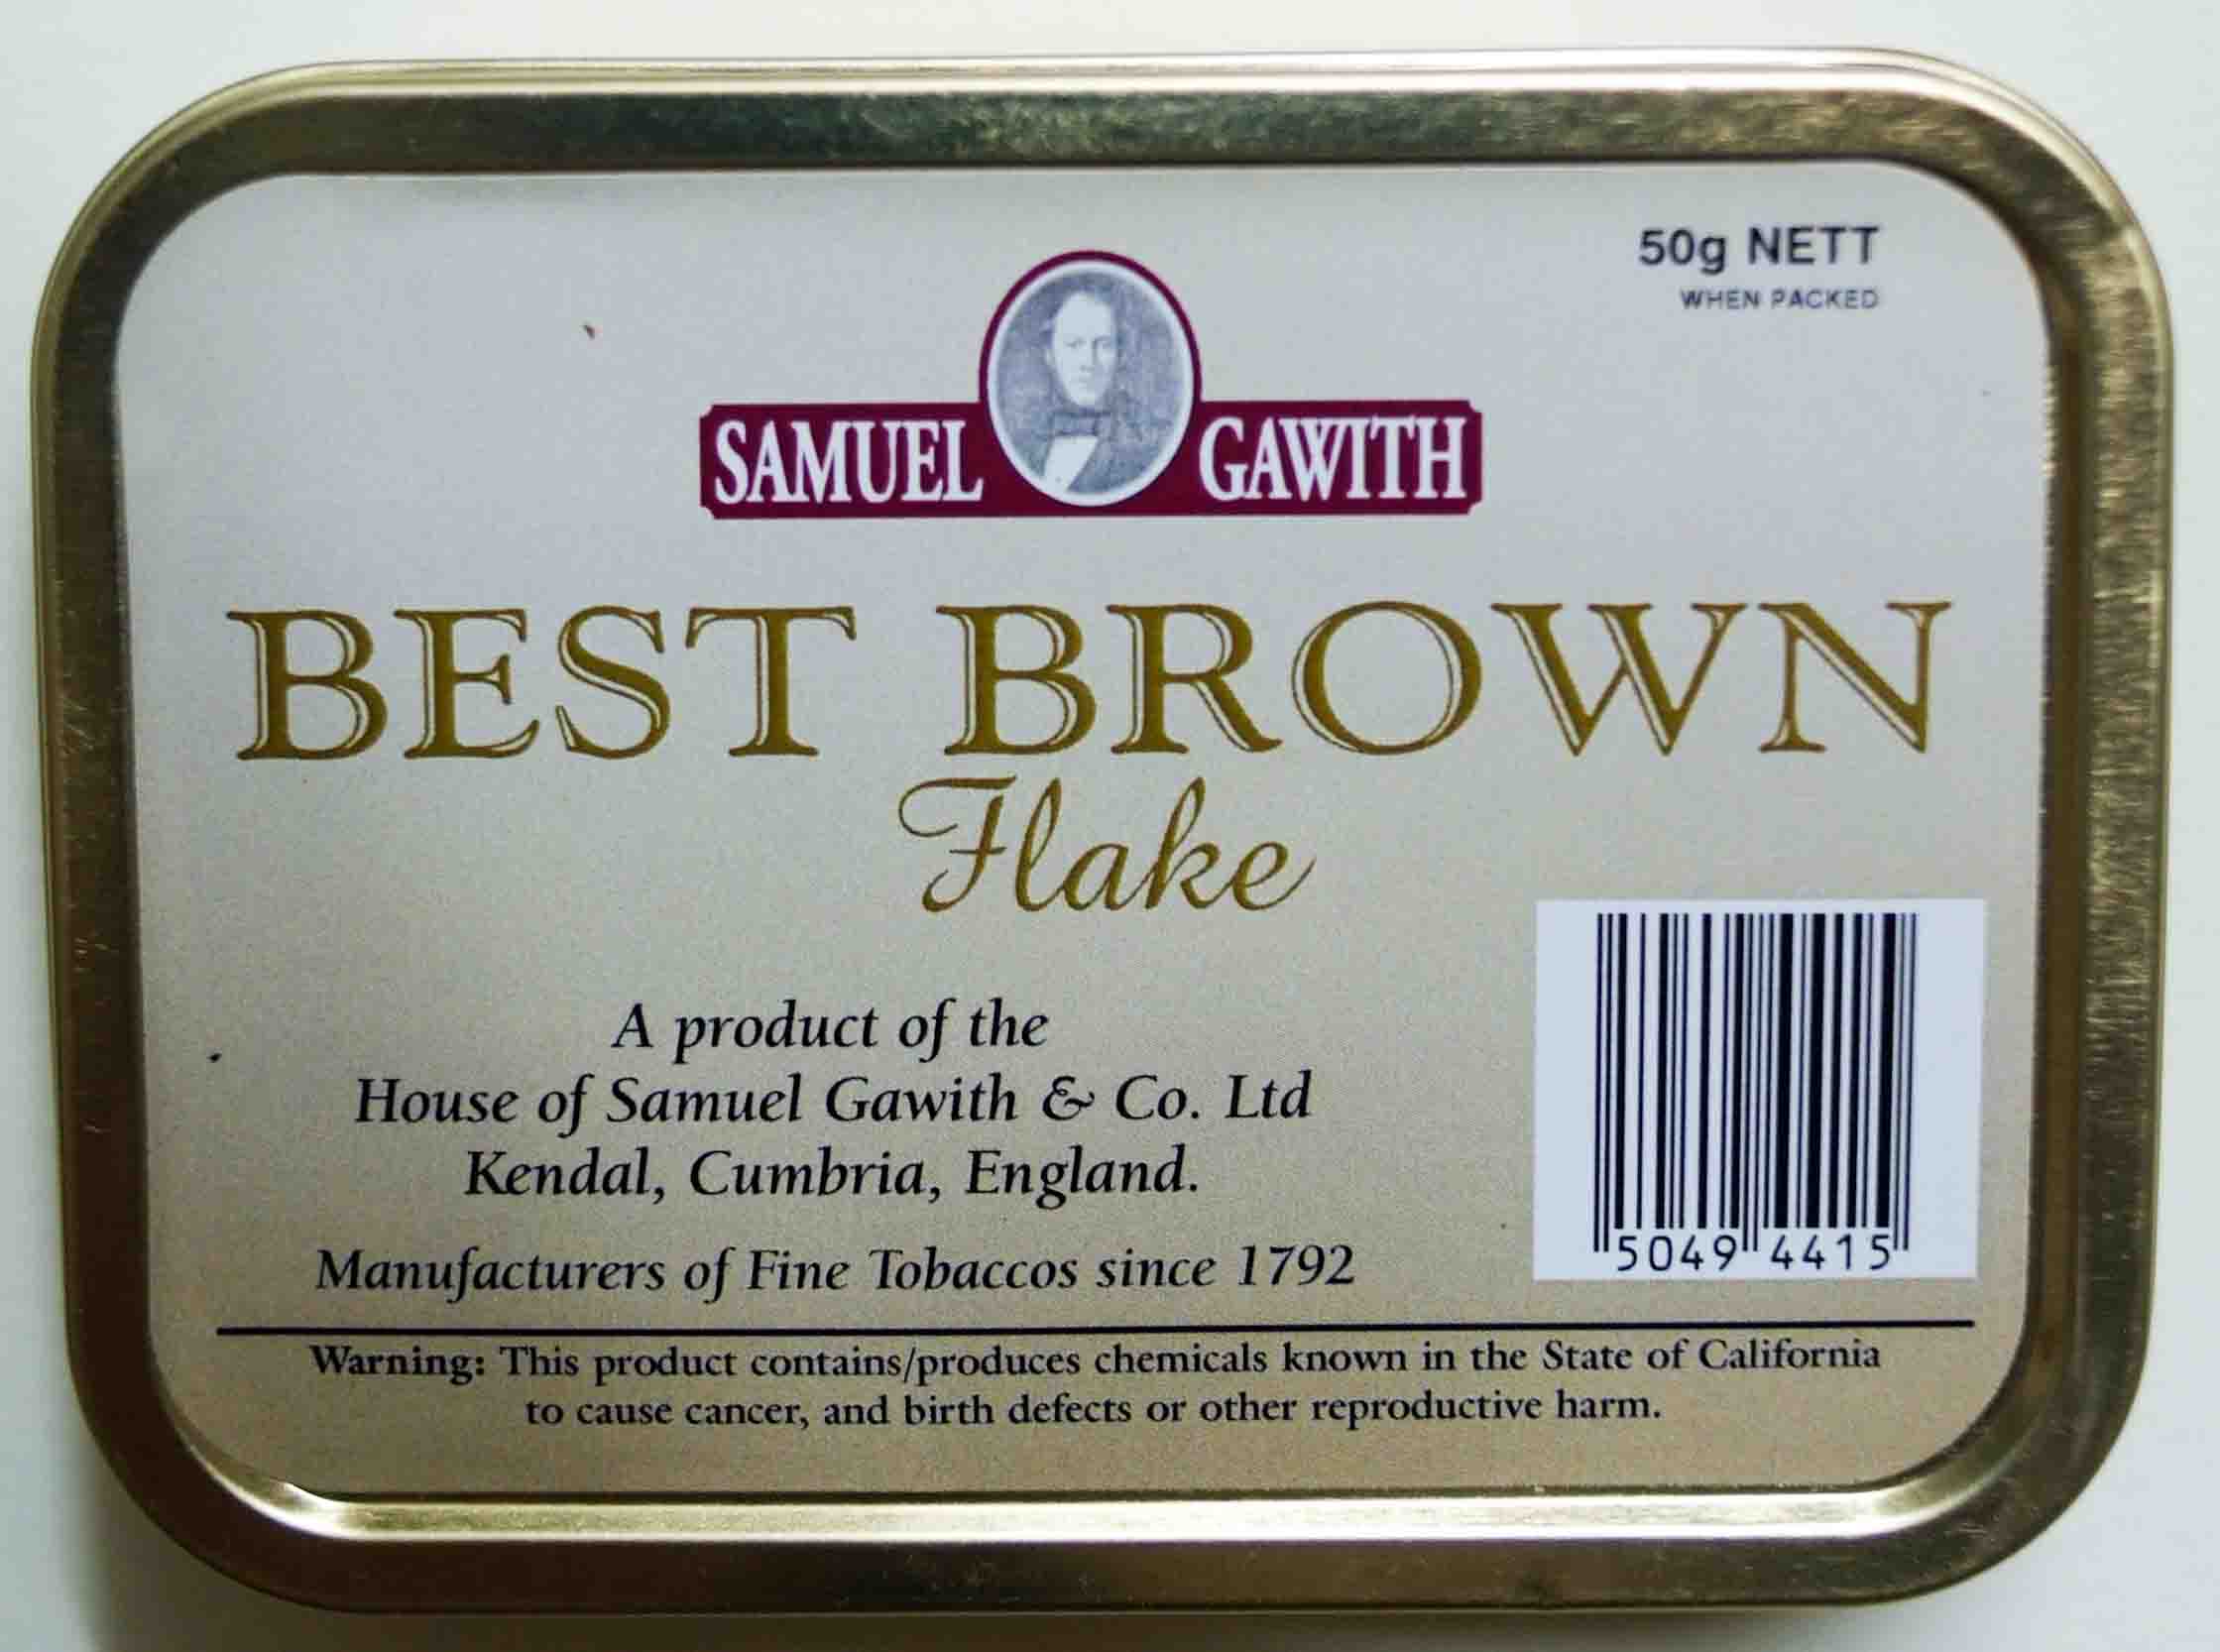 50g NETT
WHEN PACKED
SAMUEL GAWITH
BEST BROWN
Flake
A product of the
House of Samuel Gawith & Co. Ltd
Kendal, Cumbria, England.
Manufacturers of Fine Tobaccos since 1792
5049 4415
Warning: This product contains/produces chemicals known in the State of California
to cause cancer, and birth defects or other reproductive harm.